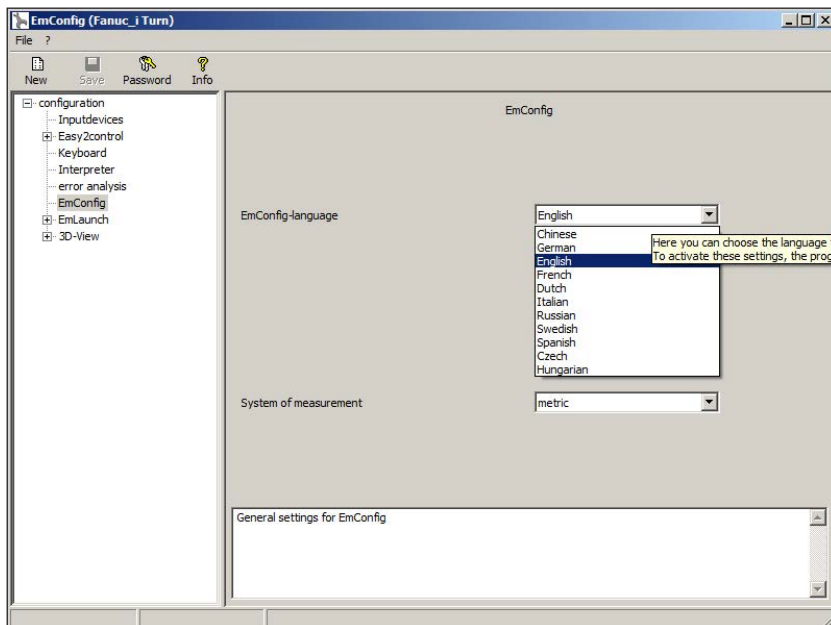 EmConfig (Fanuc_i Turn)
File ?
New Save Password Info
configuration
Inputdevices
Easy2control
Keyboard
Interpreter
error analysis
EmConfig
EmLaunch
3D-View
EmConfig
EmConfig-language
English
Chinese
German
English
French
Dutch
Italian
Russian
Swedish
Spanish
Czech
Hungarian
Here you can choose the language
To activate these settings, the prog
System of measurement
metric
General settings for EmConfig